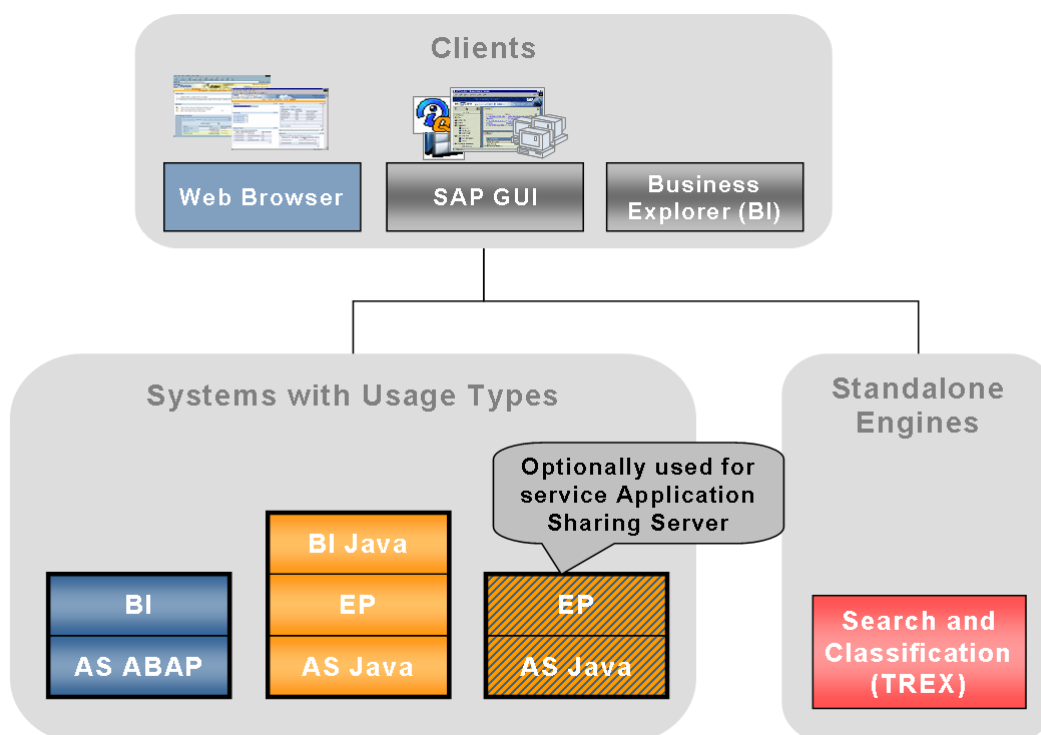 Clients
Web Browser
SAP GUI
Business
Explorer (BI)
Systems with Usage Types
Standalone
Engines
Optionally used for
service Application
Sharing Server
BI Java
BI
EP
EP
AS ABAP
AS Java
AS Java
Search and
Classification
(TREX)